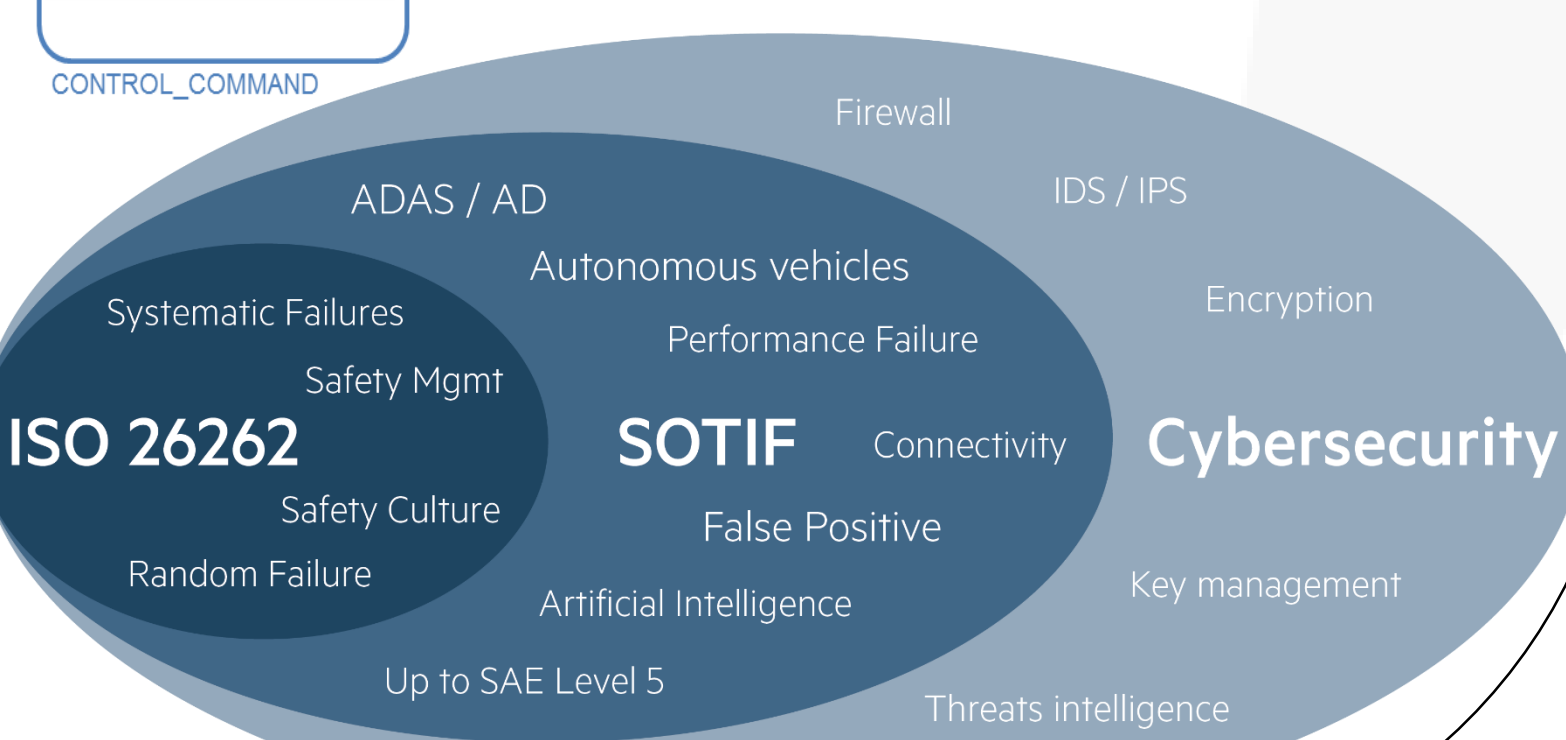 CONTROL_COMMAND
Firewall
IDS / IPS
ADAS / AD
Autonomous vehicles
Encryption
Systematic Failures
Performance Failure
Safety Mgmt
ISO 26262
SOTIF
Connectivity
Cybersecurity
Safety Culture
False Positive
Random Failure
Key management
Artificial Intelligence
Up to SAE Level 5
Threats intelligence